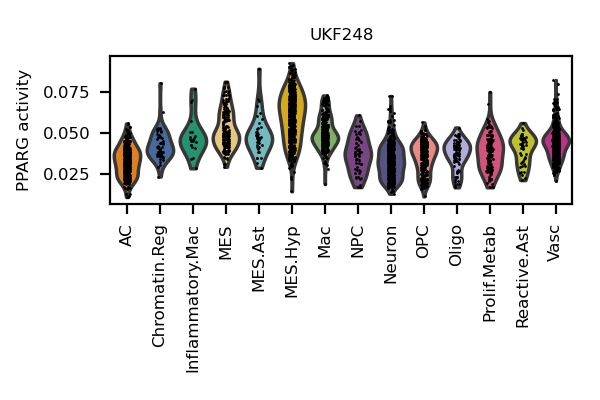 UKF248
PPARG activity
0.075
0.050
0.025
AC
Chromatin.Reg
Inflammatory.Mac
MES
MES.Ast
MES.Hyp
Mac
NPC
Neuron
OPC
Oligo
Prolif.Metab
Reactive.Ast
Vasc